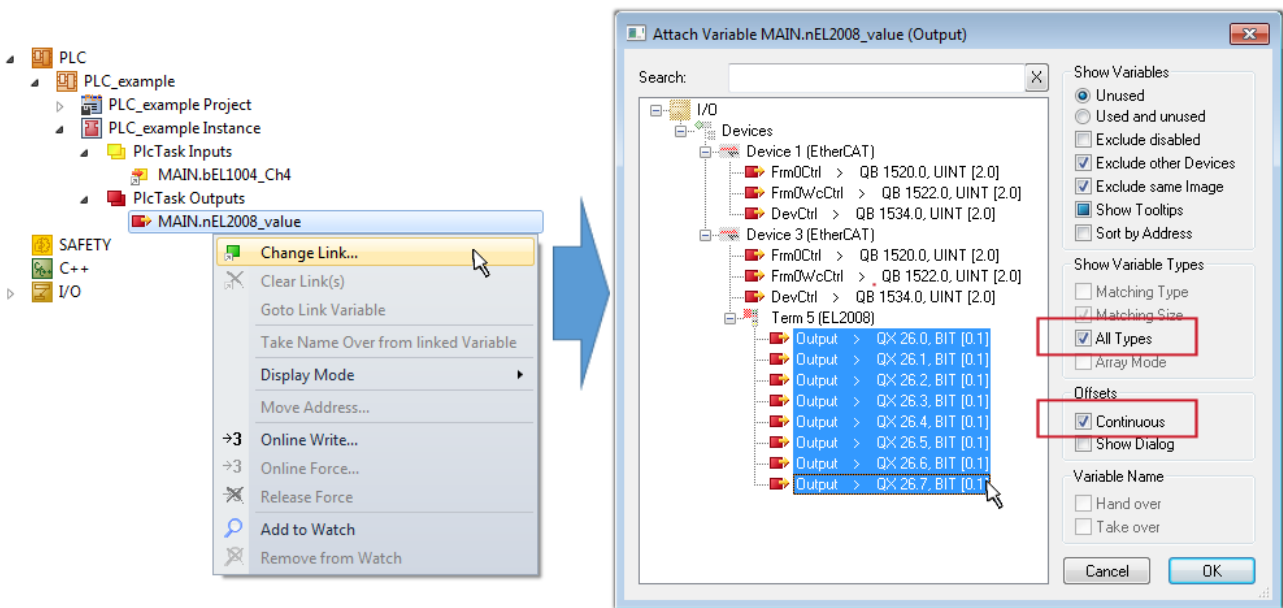 PLC
PLC_example
PLC_example Project
PLC_example Instance
PlcTask Inputs
MAIN.bEL1004_Ch4
PlcTask Outputs
MAIN.nEL2008_value
SAFETY
C++
I/O
Change Link...
Clear Link(s)
Goto Link Variable
Take Name Over from linked Variable
Display Mode
Move Address...
→3 Online Write...
→3 Online Force...
Release Force
Add to Watch
Remove from Watch
Attach Variable MAIN.nEL2008_value (Output)
Search:
X
I/O
Devices
Device 1 (EtherCAT)
Frm0Ctrl > QB 1520.0, UINT [2.0]
Frm0WcCtrl > QB 1522.0, UINT [2.0]
DevCtrl > QB 1534.0, UINT [2.0]
Device 3 (EtherCAT)
Frm0Ctrl > QB 1520.0, UINT [2.0]
Frm0WcCtrl > QB 1522.0, UINT [2.0]
DevCtrl > QB 1534.0, UINT [2.0]
Term 5 (EL2008)
Output > QX 26.0, BIT [0.1]
Output > QX 26.1, BIT [0.1]
Output > QX 26.2, BIT [0.1]
Output > QX 26.3, BIT [0.1]
Output > QX 26.4, BIT [0.1]
Output > QX 26.5, BIT [0.1]
Output > QX 26.6, BIT [0.1]
Output > QX 26.7, BIT [0.1]
Show Variables
Unused
Used and unused
Exclude disabled
Exclude other Devices
Exclude same Image
Show Tooltips
Sort by Address
Show Variable Types
Matching Type
Matching Size
All Types
Array Mode
Offsets
Continuous
Show Dialog
Variable Name
Hand over
Take over
Cancel
OK